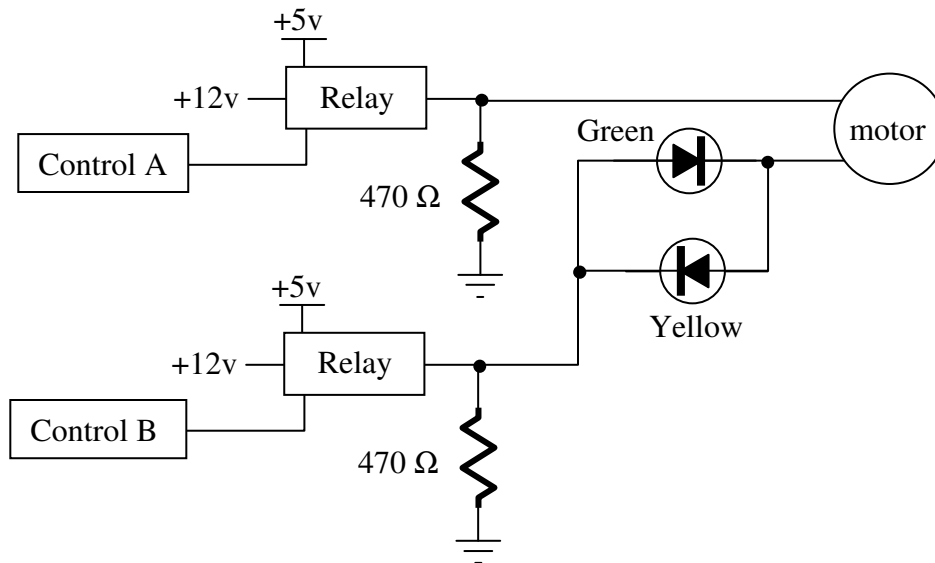 +5v
+12v
Relay
Control A
470 Ω
Green
motor
Yellow
+5v
+12v
Relay
Control B
470 Ω